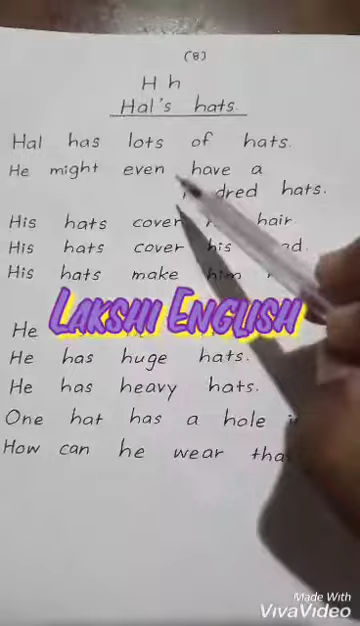 (8)
H h
Hal's hats.
Hal has lots of hats.
He might even have a
dred hats.
His hats cover hair
His hats cover his
His hats make him
LAKSHI ENGLISH
He
He has huge hats.
He has heavy hats.
One hat has a hole
How can he wear
Made With
VivaVideo